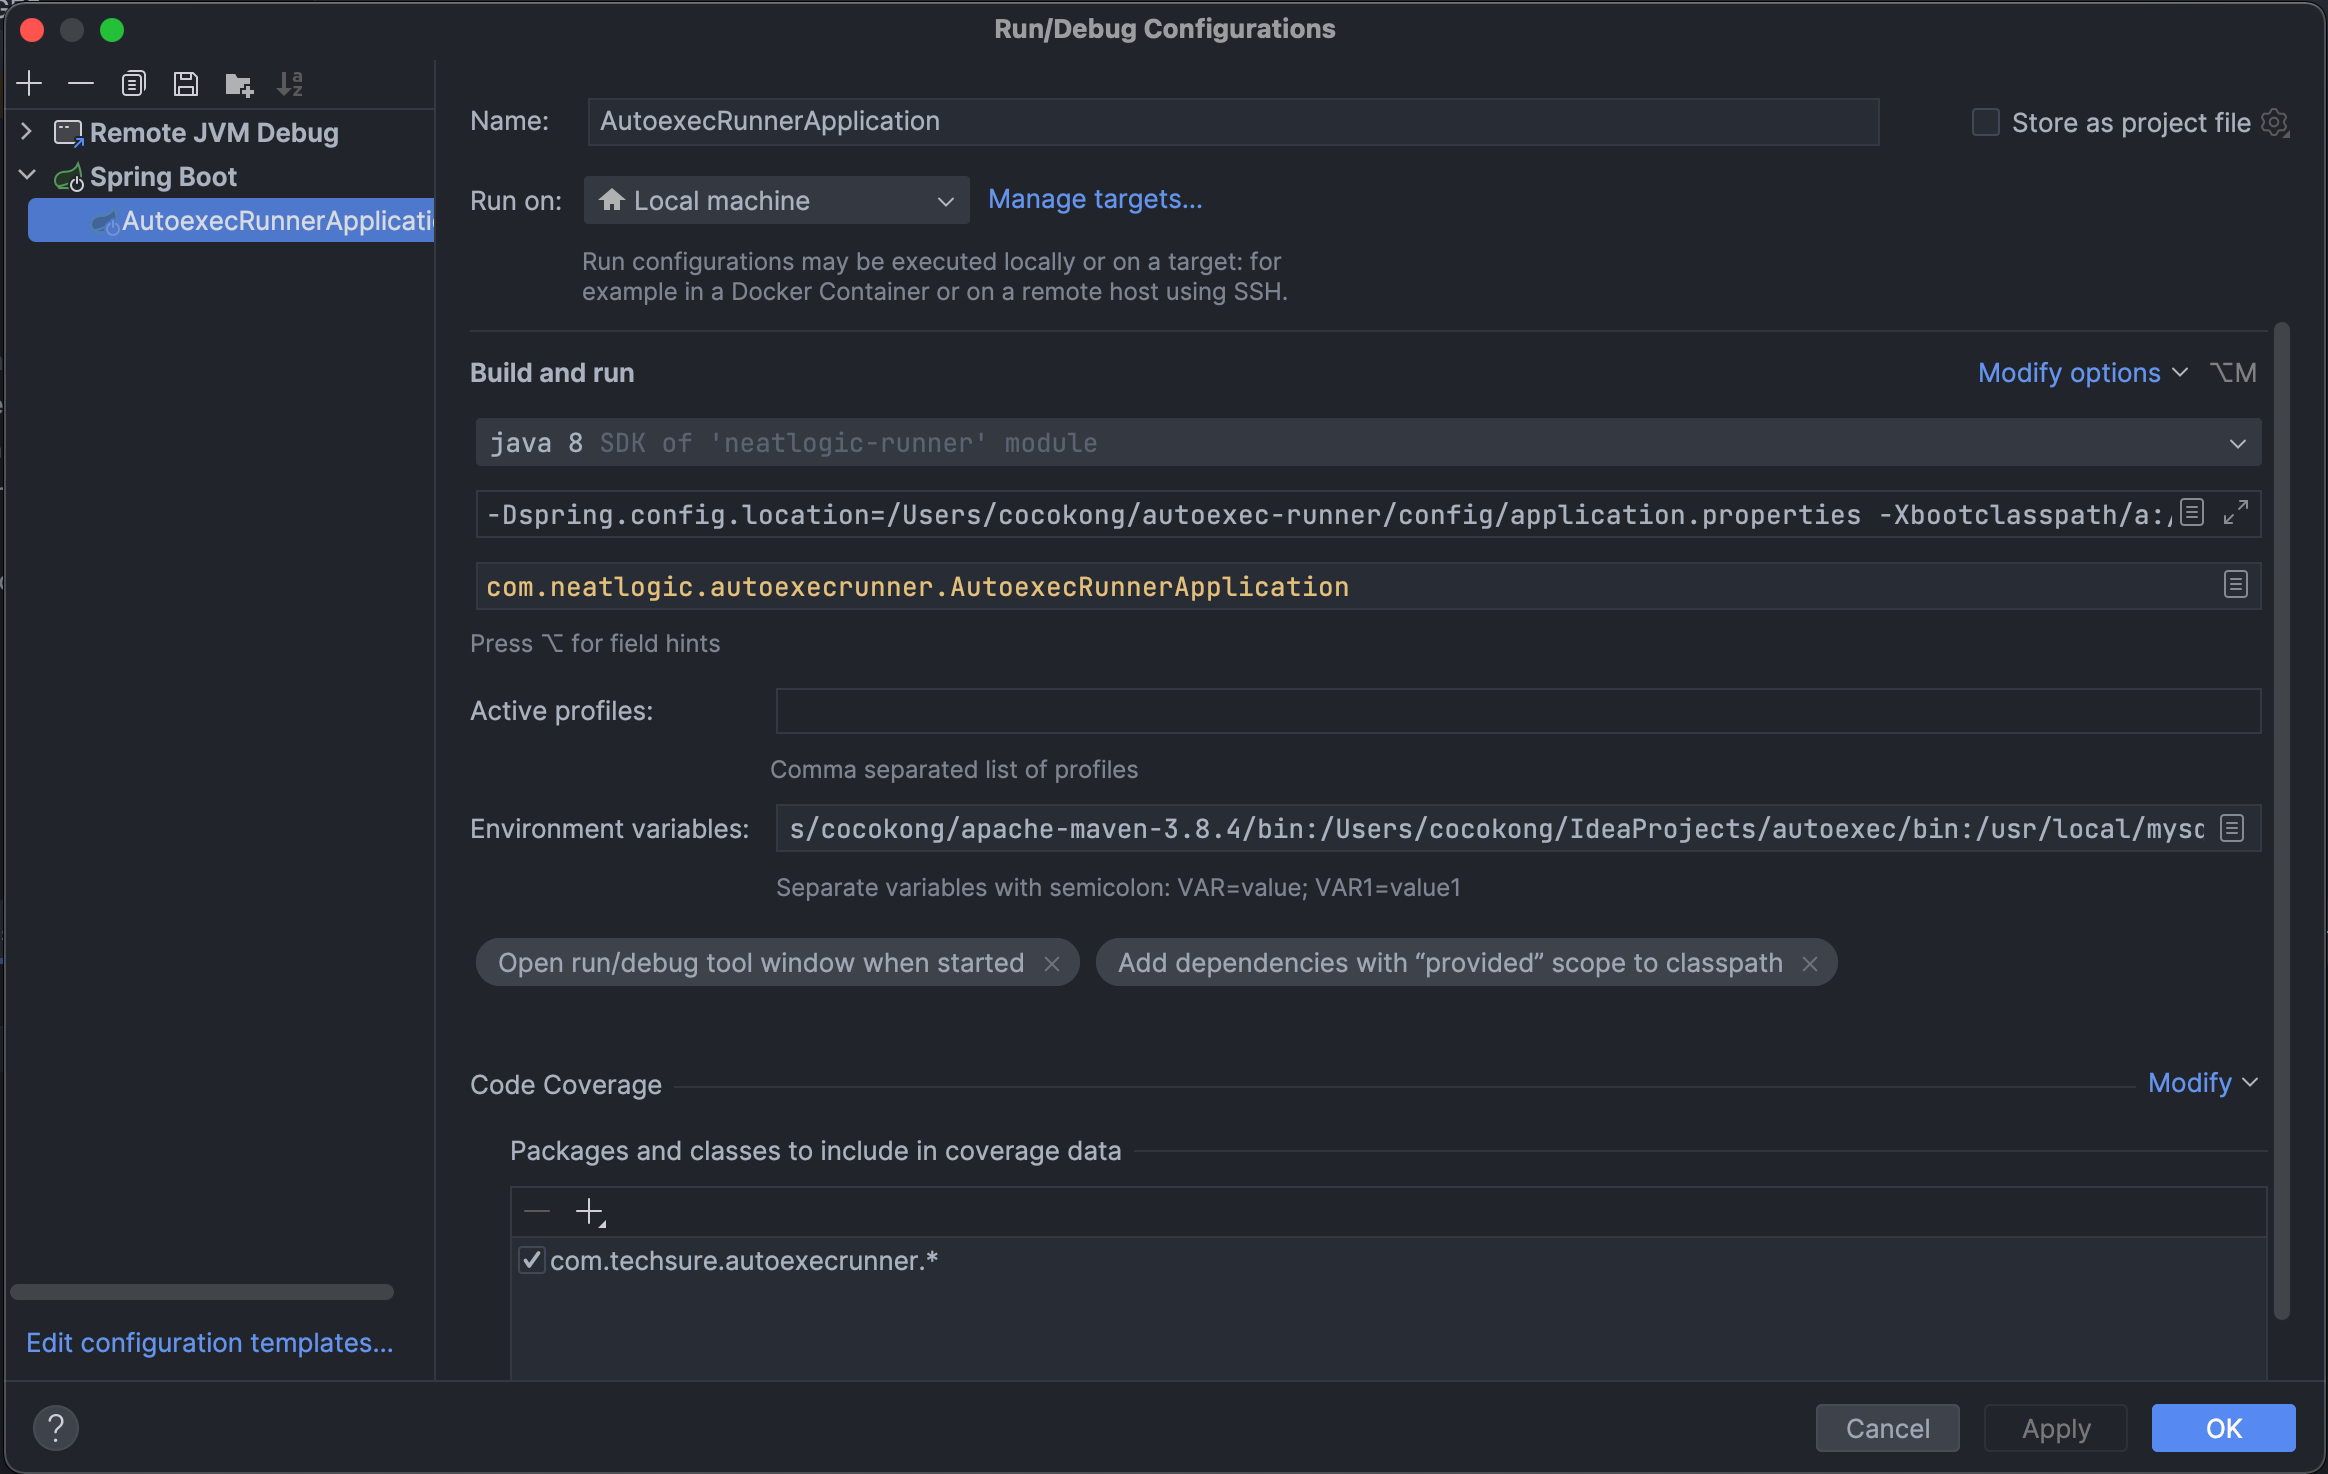 Run/Debug Configurations
Remote JVM Debug
Spring Boot
AutoexecRunnerApplicatio
Name:
AutoexecRunnerApplication
Store as project file
Run on:
Local machine
Manage targets...
Run configurations may be executed locally or on a target: for
example in a Docker Container or on a remote host using SSH.
Build and run
Modify options
⌥M
java 8 SDK of 'neatlogic-runner' module
-Dspring.config.location=/Users/cocokong/autoexec-runner/config/application.properties -Xbootclasspath/a:/
com.neatlogic.autoexecrunner.AutoexecRunnerApplication
Press ⌥ for field hints
Active profiles:
Comma separated list of profiles
Environment variables:
s/cocokong/apache-maven-3.8.4/bin:/Users/cocokong/IdeaProjects/autoexec/bin:/usr/local/mysq
Separate variables with semicolon: VAR=value; VAR1=value1
Open run/debug tool window when started
Add dependencies with “provided” scope to classpath
Code Coverage
Modify
Packages and classes to include in coverage data
com.techsure.autoexecrunner.*
Edit configuration templates...
?
Cancel
Apply
OK